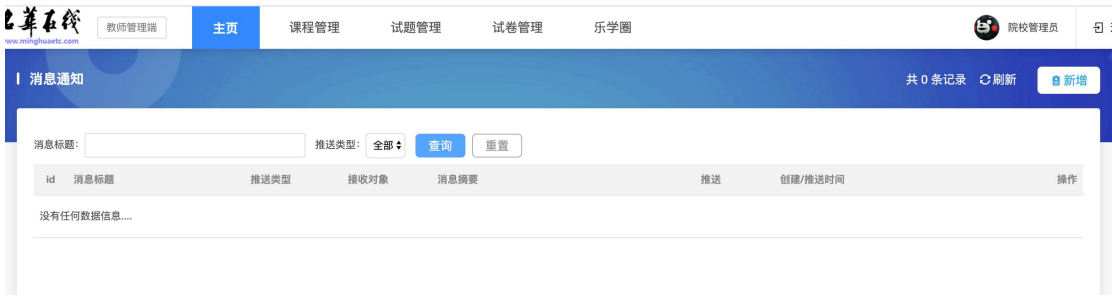 华在线
www.minghuaetc.com
教师管理端
主页
课程管理
试题管理
试卷管理
乐学圈
院校管理员
消息通知
共 0 条记录
刷新
新增
消息标题：
推送类型： 全部
查询
重置
id 消息标题 推送类型 接收对象 消息摘要 推送 创建/推送时间 操作
没有任何数据信息....